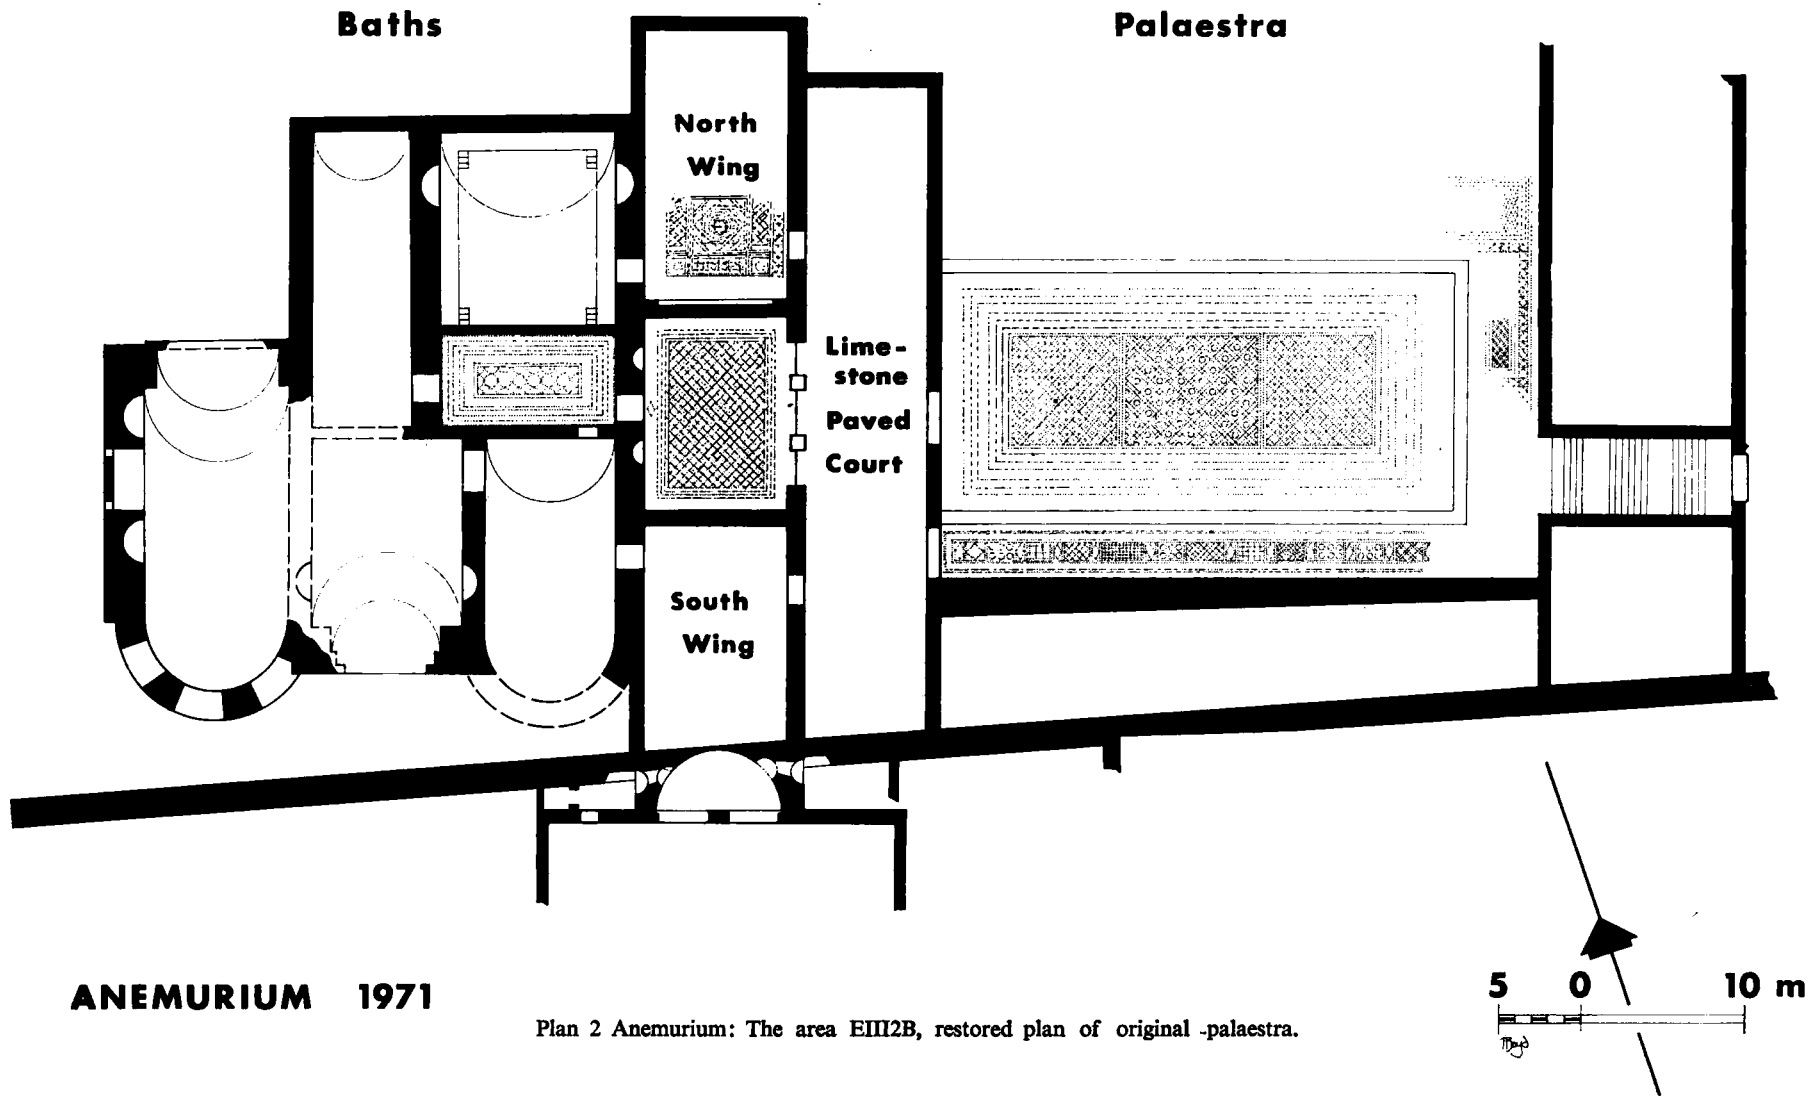 Baths
Palaestra
North
Wing
Lime-
stone
Paved
Court
South
Wing
ANEMURIUM 1971
5 0 10 m
Plan 2 Anemurium: The area EIII2B, restored plan of original -palaestra.